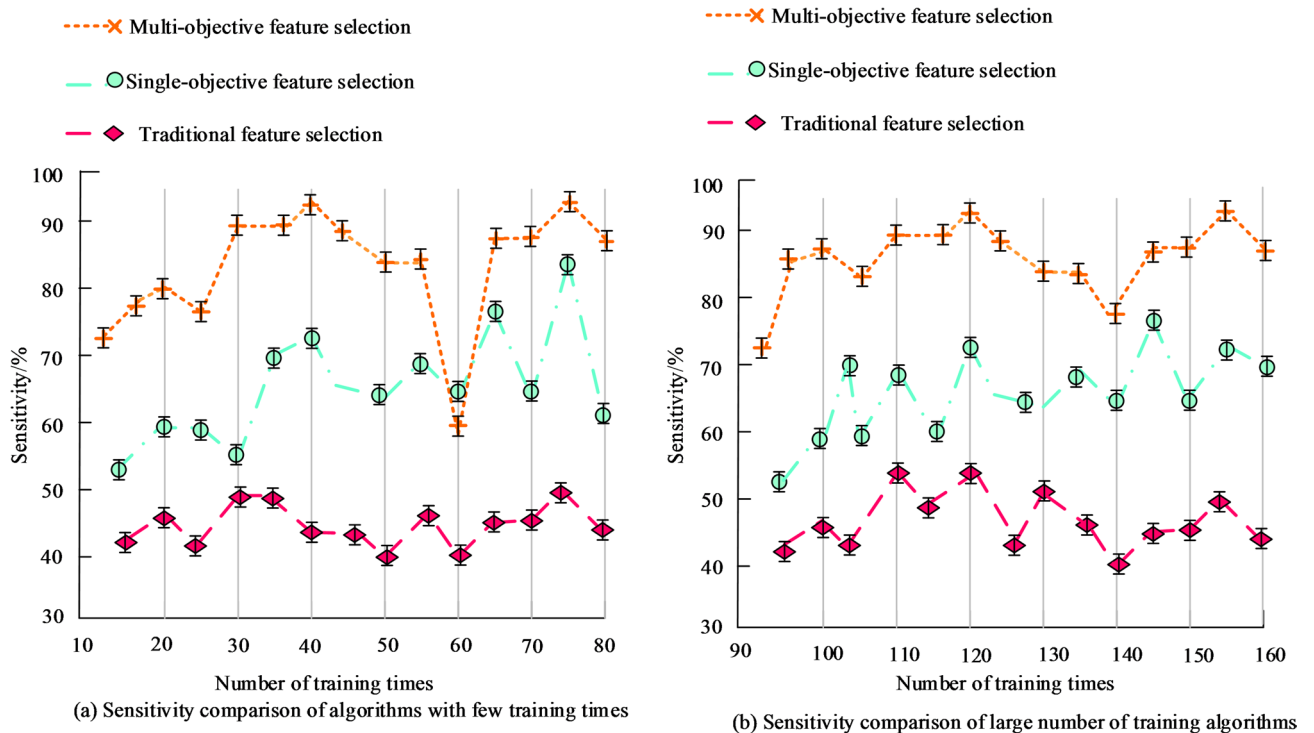 Multi-objective feature selection
Single-objective feature selection
Traditional feature selection
100
90
80
70
60
50
40
30
Sensitivity/%
10
20
30
40
50
60
70
80
Number of training times
(a) Sensitivity comparison of algorithms with few training times
Multi-objective feature selection
Single-objective feature selection
Traditional feature selection
100
90
80
70
60
50
40
30
Sensitivity/%
90
100
110
120
130
140
150
160
Number of training times
(b) Sensitivity comparison of large number of training algorithms